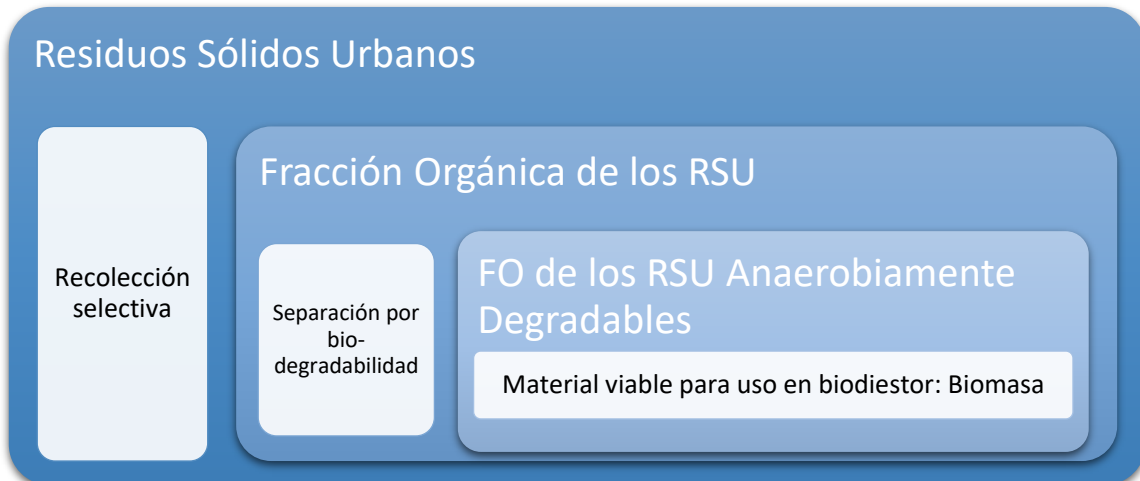 Residuos Sólidos Urbanos
Recolección
selectiva
Fracción Orgánica de los RSU
Separación por
bio-
degradabilidad
FO de los RSU Anaerobiamente
Degradables
Material viable para uso en biodiestor: Biomasa